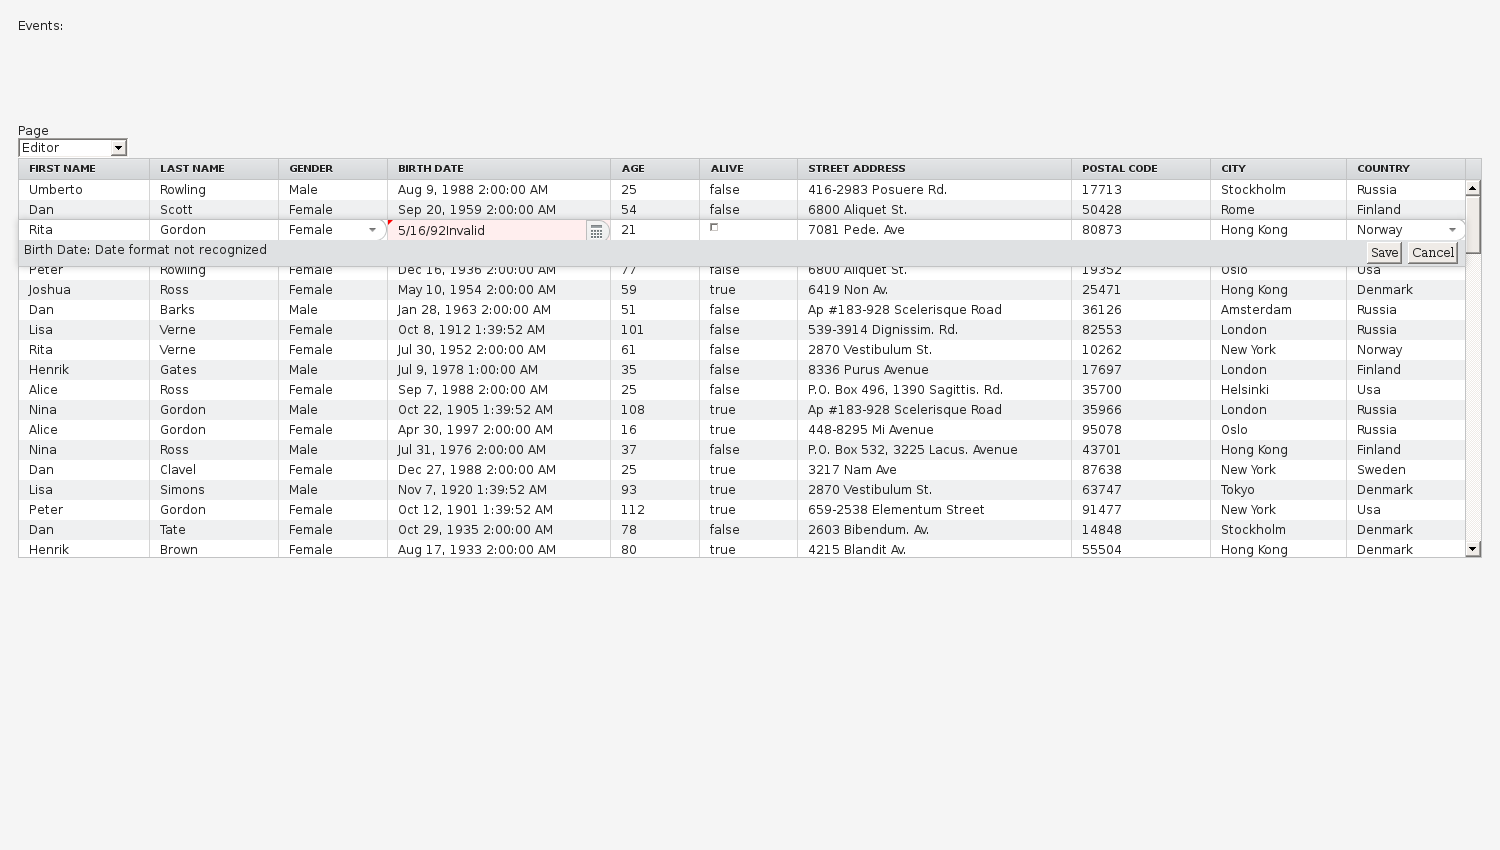 Events:
Page
Editor
FIRST NAME LAST NAME GENDER BIRTH DATE AGE ALIVE STREET ADDRESS POSTAL CODE CITY COUNTRY
Umberto Rowling Male Aug 9, 1988 2:00:00 AM 25 false 416-2983 Posuere Rd. 17713 Stockholm Russia
Dan Scott Female Sep 20, 1959 2:00:00 AM 54 false 6800 Aliquet St. 50428 Rome Finland
Rita Gordon Female 5/16/92Invalid 21 7081 Pede. Ave 80873 Hong Kong Norway
Birth Date: Date format not recognized Save Cancel
Peter Rowling Female Dec 16, 1936 2:00:00 AM 77 false 6800 Aliquet St. 19352 Oslo Usa
Joshua Ross Female May 10, 1954 2:00:00 AM 59 true 6419 Non Av. 25471 Hong Kong Denmark
Dan Barks Male Jan 28, 1963 2:00:00 AM 51 false Ap #183-928 Scelerisque Road 36126 Amsterdam Russia
Lisa Verne Female Oct 8, 1912 1:39:52 AM 101 false 539-3914 Dignissim. Rd. 82553 London Russia
Rita Verne Female Jul 30, 1952 2:00:00 AM 61 false 2870 Vestibulum St. 10262 New York Norway
Henrik Gates Male Jul 9, 1978 1:00:00 AM 35 false 8336 Purus Avenue 17697 London Finland
Alice Ross Female Sep 7, 1988 2:00:00 AM 25 false P.O. Box 496, 1390 Sagittis. Rd. 35700 Helsinki Usa
Nina Gordon Male Oct 22, 1905 1:39:52 AM 108 true Ap #183-928 Scelerisque Road 35966 London Russia
Alice Gordon Female Apr 30, 1997 2:00:00 AM 16 true 448-8295 Mi Avenue 95078 Oslo Russia
Nina Ross Male Jul 31, 1976 2:00:00 AM 37 false P.O. Box 532, 3225 Lacus. Avenue 43701 Hong Kong Finland
Dan Clavel Female Dec 27, 1988 2:00:00 AM 25 true 3217 Nam Ave 87638 New York Sweden
Lisa Simons Male Nov 7, 1920 1:39:52 AM 93 true 2870 Vestibulum St. 63747 Tokyo Denmark
Peter Gordon Female Oct 12, 1901 1:39:52 AM 112 true 659-2538 Elementum Street 91477 New York Usa
Dan Tate Female Oct 29, 1935 2:00:00 AM 78 false 2603 Bibendum. Av. 14848 Stockholm Denmark
Henrik Brown Female Aug 17, 1933 2:00:00 AM 80 true 4215 Blandit Av. 55504 Hong Kong Denmark